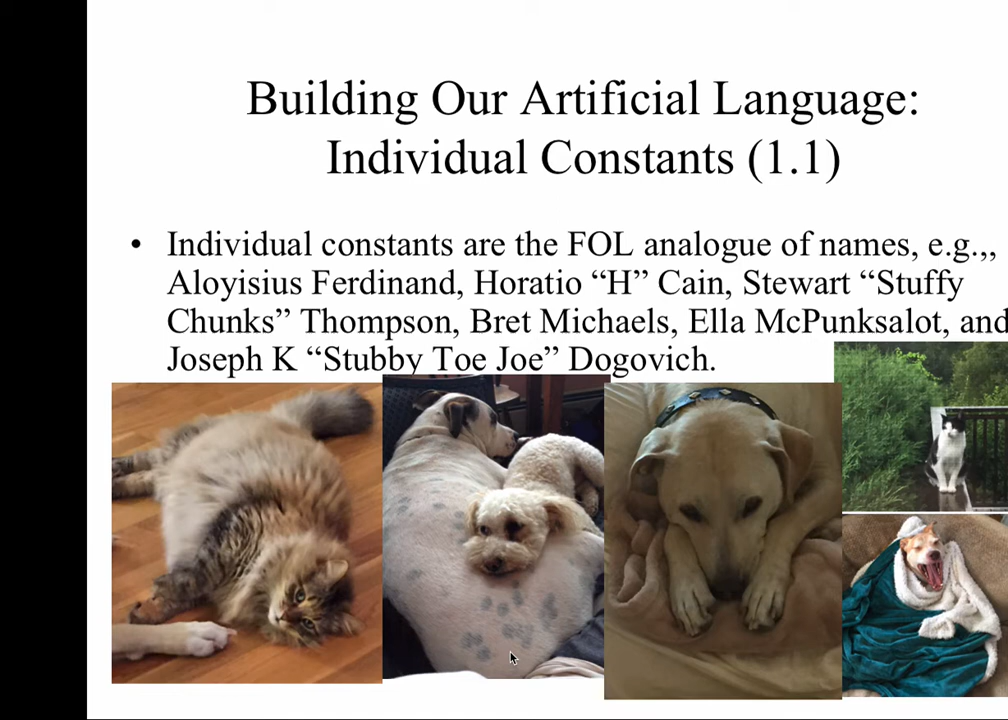 Building Our Artificial Language:
Individual Constants (1.1)
• Individual constants are the FOL analogue of names, e.g.,,
Aloyisius Ferdinand, Horatio “H” Cain, Stewart “Stuffy
Chunks” Thompson, Bret Michaels, Ella McPunksalot, and
Joseph K “Stubby Toe Joe” Dogovich.